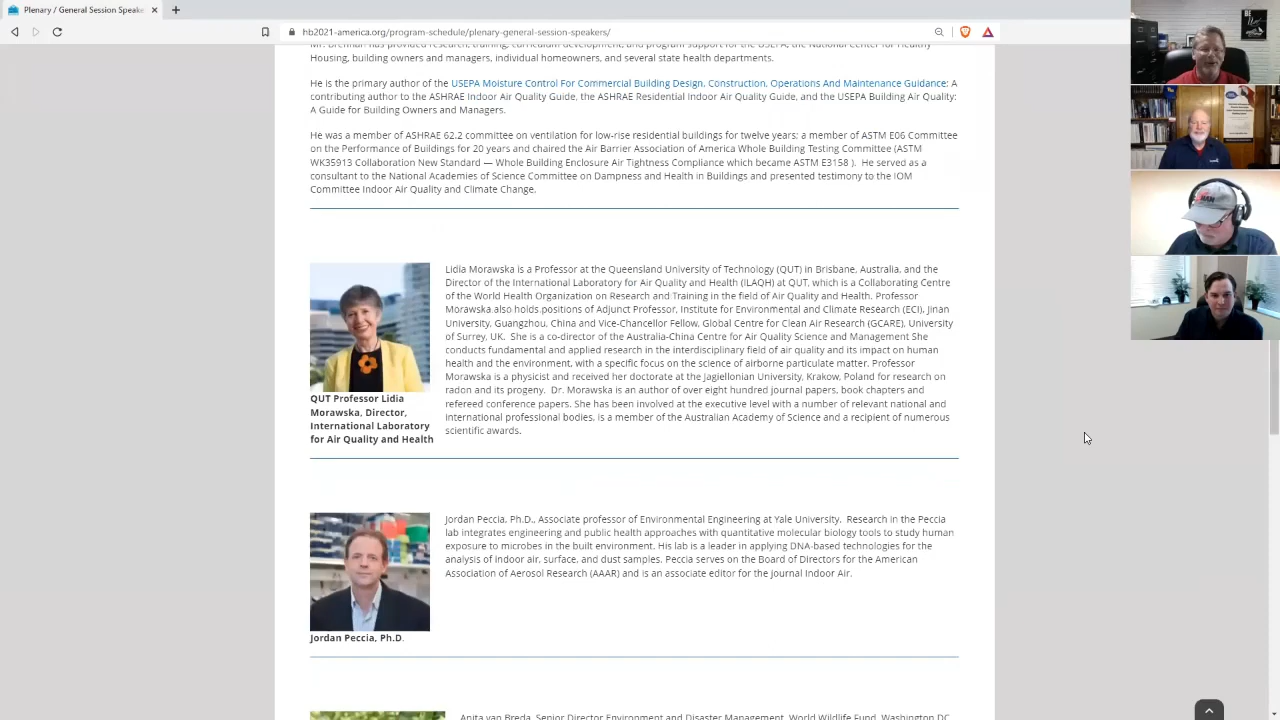 Plenary / General Session Speake
hb2021-america.org/program-schedule/plenary-general-session-speakers/
Mr. Brennan has provided research, training, curriculum development, and program support for the USEPA, the National Center for Healthy
Housing, building owners and managers, individual homeowners, and several state health departments.
He is the primary author of the USEPA Moisture Control For Commercial Building Design, Construction, Operations And Maintenance Guidance; A
contributing author to the ASHRAE Indoor Air Quality Guide, the ASHRAE Residential Indoor Air Quality Guide, and the USEPA Building Air Quality:
A Guide for Building Owners and Managers.
He was a member of ASHRAE 62.2 committee on ventilation for low-rise residential buildings for twelve years; a member of ASTM E06 Committee
on the Performance of Buildings for 20 years and chaired the Air Barrier Association of America Whole Building Testing Committee (ASTM
WK35913 Collaboration New Standard — Whole Building Enclosure Air Tightness Compliance which became ASTM E3158 ). He served as a
consultant to the National Academies of Science Committee on Dampness and Health in Buildings and presented testimony to the IOM
Committee Indoor Air Quality and Climate Change.
Lidia Morawska is a Professor at the Queensland University of Technology (QUT) in Brisbane, Australia, and the
Director of the International Laboratory for Air Quality and Health (ILAQH) at QUT, which is a Collaborating Centre
of the World Health Organization on Research and Training in the field of Air Quality and Health. Professor
Morawska also holds positions of Adjunct Professor, Institute for Environmental and Climate Research (ECI), Jinan
University, Guangzhou, China and Vice-Chancellor Fellow, Global Centre for Clean Air Research (GCARE), University
of Surrey, UK. She is a co-director of the Australia-China Centre for Air Quality Science and Management She
conducts fundamental and applied research in the interdisciplinary field of air quality and its impact on human
health and the environment, with a specific focus on the science of airborne particulate matter. Professor
Morawska is a physicist and received her doctorate at the Jagiellonian University, Krakow, Poland for research on
radon and its progeny. Dr. Morawska is an author of over eight hundred journal papers, book chapters and
refereed conference papers. She has been involved at the executive level with a number of relevant national and
international professional bodies, is a member of the Australian Academy of Science and a recipient of numerous
scientific awards.
QUT Professor Lidia
Morawska, Director,
International Laboratory
for Air Quality and Health
Jordan Peccia, Ph.D., Associate professor of Environmental Engineering at Yale University. Research in the Peccia
lab integrates engineering and public health approaches with quantitative molecular biology tools to study human
exposure to microbes in the built environment. His lab is a leader in applying DNA-based technologies for the
analysis of indoor air, surface, and dust samples. Peccia serves on the Board of Directors for the American
Association of Aerosol Research (AAAR) and is an associate editor for the journal Indoor Air.
Jordan Peccia, Ph.D.
Anita van Breda, Senior Director Environment and Disaster Management, World Wildlife Fund, Washington DC